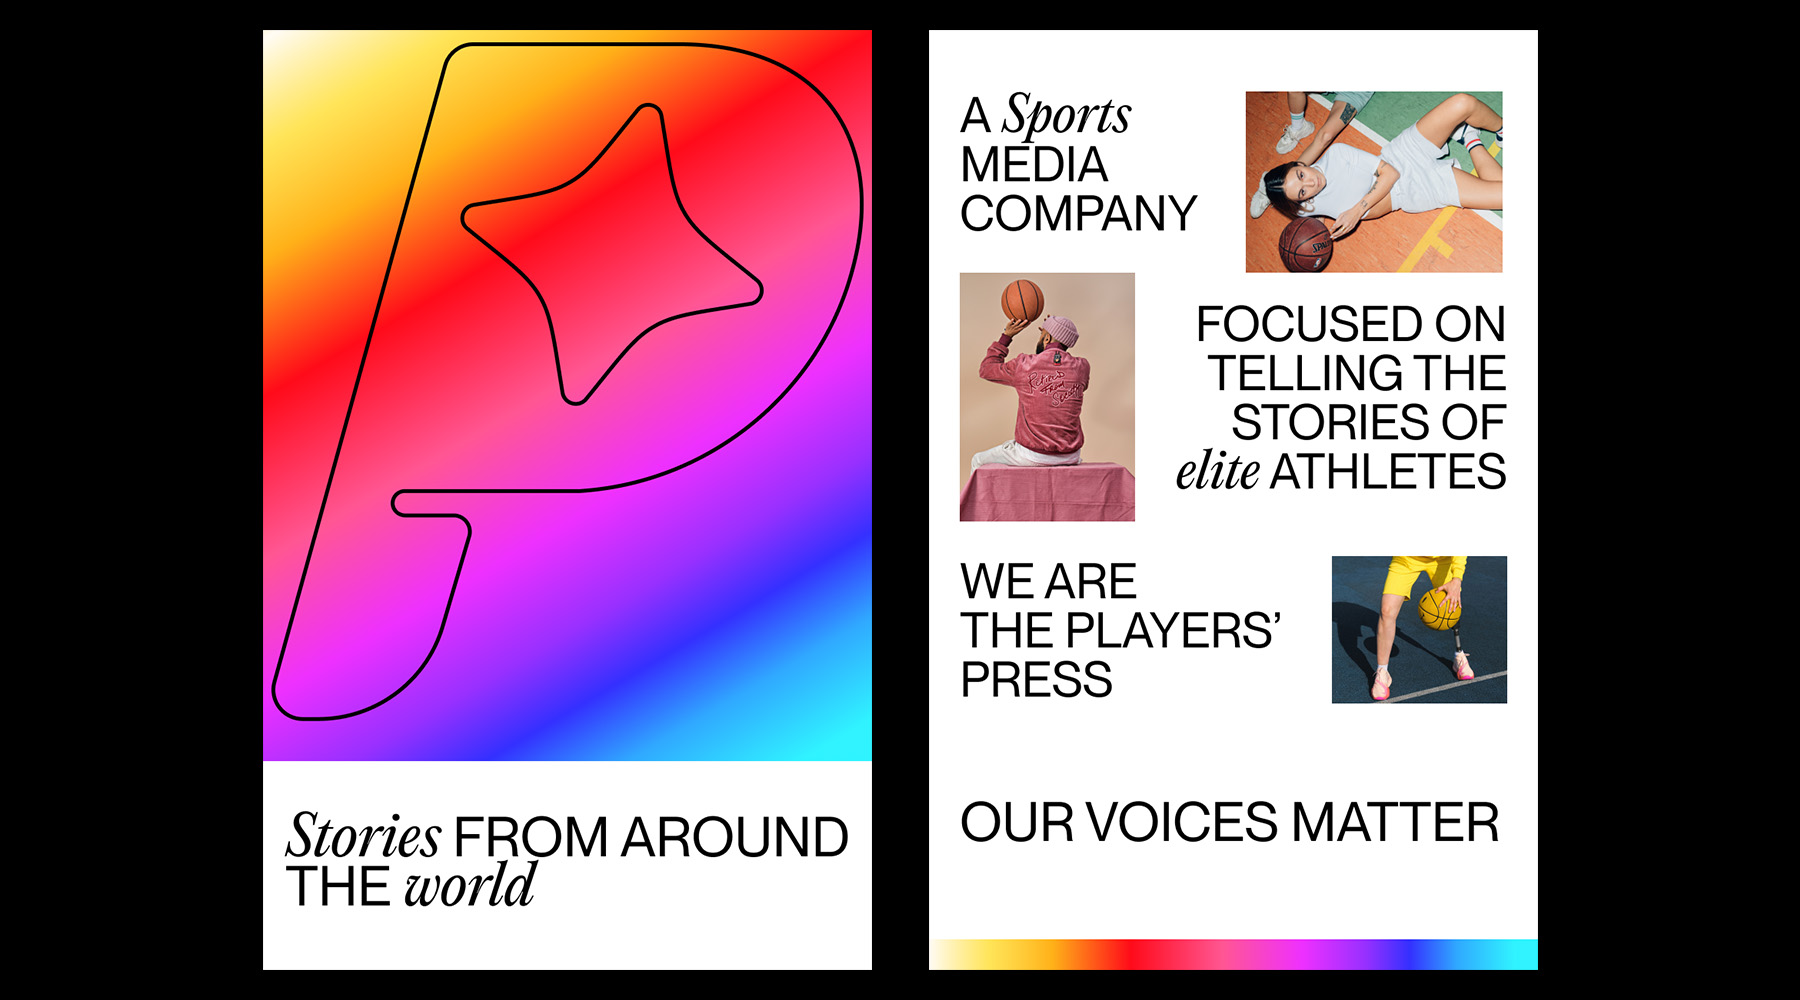 Stories FROM AROUND
THE world
A Sports
MEDIA
COMPANY
FOCUSED ON
TELLING THE
STORIES OF
elite ATHLETES
WE ARE
THE PLAYERS’
PRESS
OUR VOICES MATTER